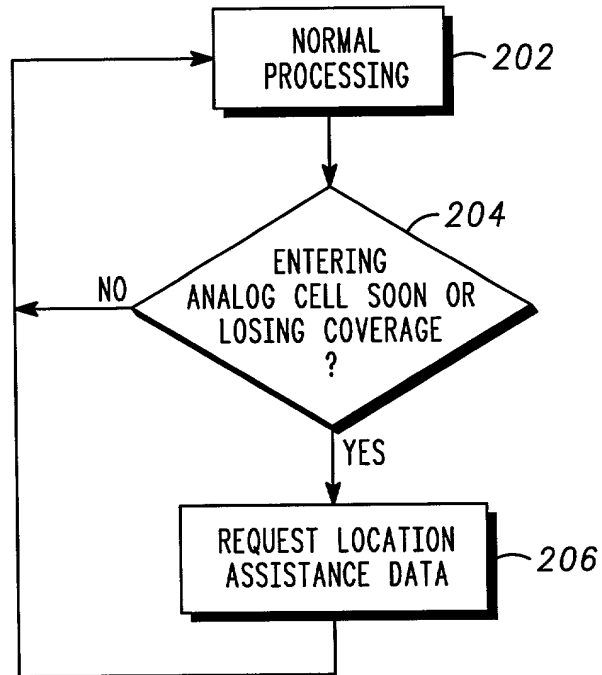 NORMAL
PROCESSING
202
204
ENTERING
ANALOG CELL SOON OR
LOSING COVERAGE
?
NO
YES
REQUEST LOCATION
ASSISTANCE DATA
206